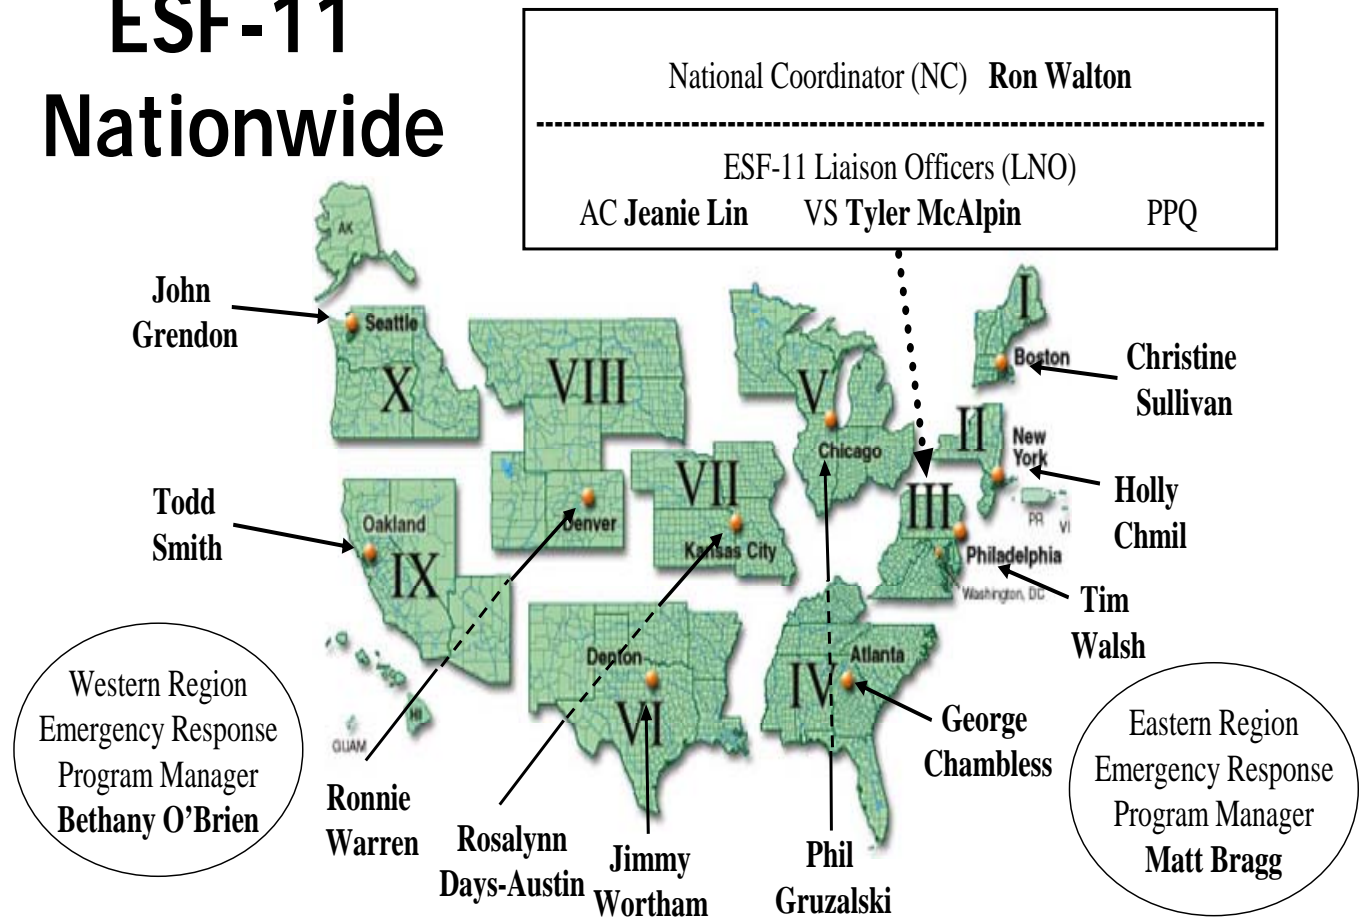 ESF-11
Nationwide
National Coordinator (NC) Ron Walton
ESF-11 Liaison Officers (LNO)
AC Jeanie Lin VS Tyler McAlpin PPQ
AK
John
Grendon
Seattle
X
VIII
V
Chicago
I
Boston
Christine
Sullivan
II
New
York
PR
VI
Holly
Chmil
VII
Kansas City
III
Philadelphia
Washington, DC
Tim
Walsh
Todd
Smith
Oakland
IX
Denver
Denton
VI
IV
Atlanta
George
Chambless
HI
GUAM
Western Region
Emergency Response
Program Manager
Bethany O’Brien
Ronnie
Warren
Rosalynn
Days-Austin
Jimmy
Wortham
Phil
Gruzalski
Eastern Region
Emergency Response
Program Manager
Matt Bragg